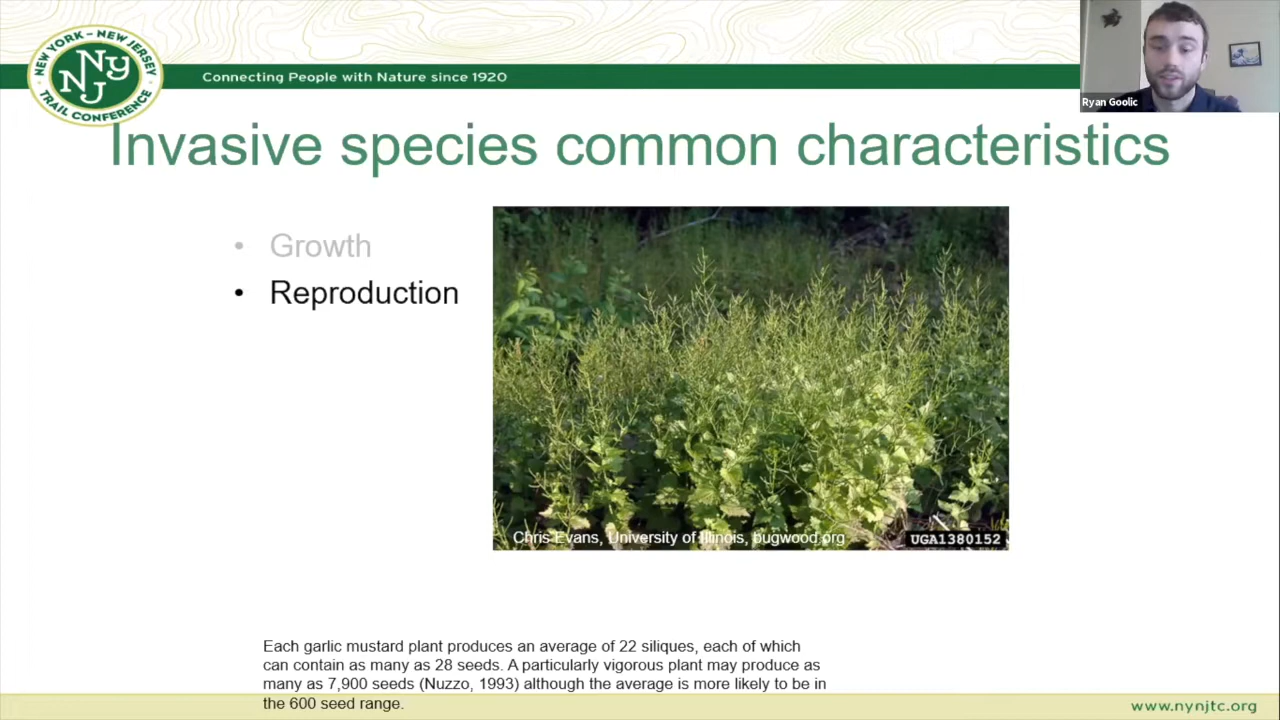 NEW YORK - NEW JERSEY
NY
NJ
TRAIL CONFERENCE
Connecting People with Nature since 1920
Ryan Goolic
Invasive species common characteristics
• Growth
• Reproduction
Chris Evans, University of Illinois, bugwood.org
UGA1380152
Each garlic mustard plant produces an average of 22 siliques, each of which
can contain as many as 28 seeds. A particularly vigorous plant may produce as
many as 7,900 seeds (Nuzzo, 1993) although the average is more likely to be in
the 600 seed range.
www.nynjtc.org